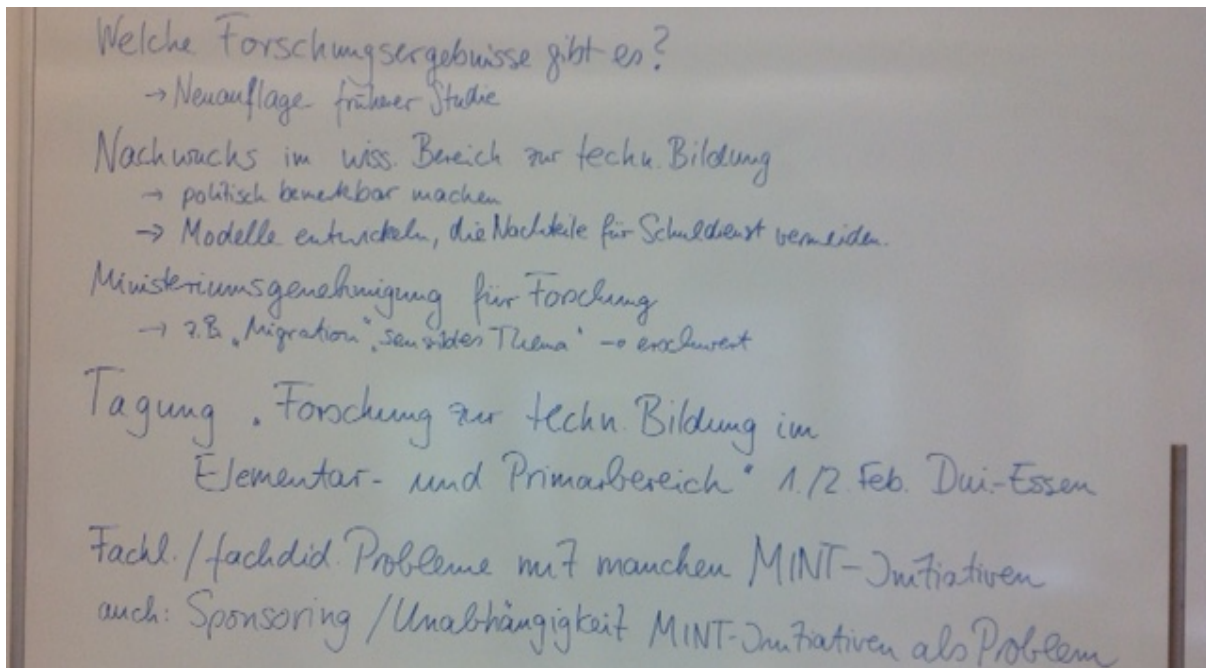 Welche Forschungsergebnisse gibt es?
→ Neuauflage früherer Studie
Nachwuchs im wiss. Bereich zur techn. Bildung
→ politisch bemerkbar machen
→ Modelle entwickeln, die Nachteile für Schuldienst vermeiden.
Ministeriumsgenehmigung für Forschung
→ z.B. „Migration", „sensibles Thema" → erschwert
Tagung „Forschung zur techn. Bildung im
Elementar- und Primarbereich" 1./2. Feb. Dui.-Essen
Fachl./fachdid. Probleme mit manchen MINT-Initiativen
auch: Sponsoring/Unabhängigkeit MINT-Initiativen als Problem